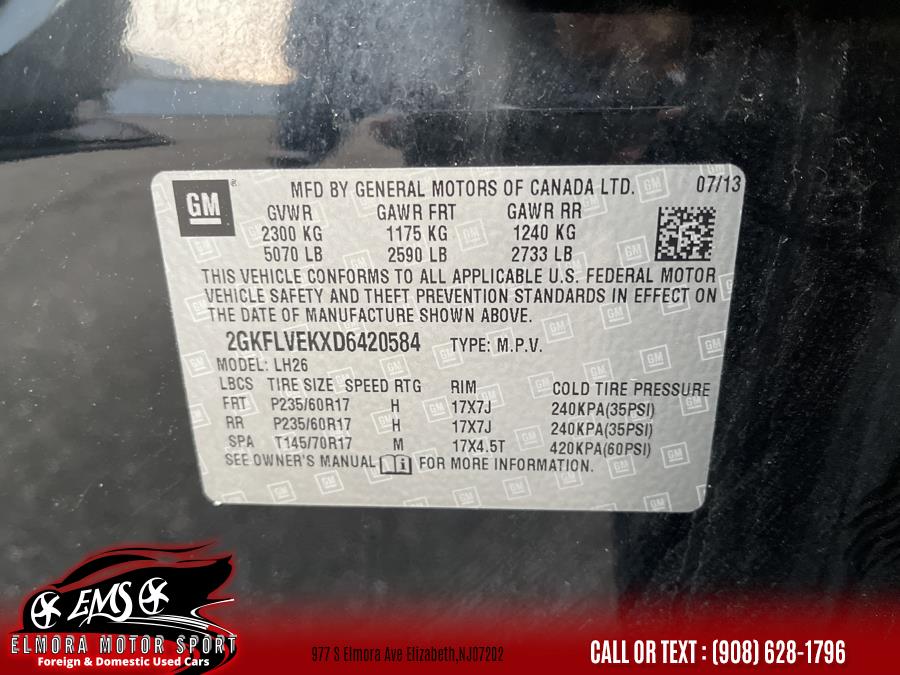 GM
MFD BY GENERAL MOTORS OF CANADA LTD. 07/13
GVWR GAWR FRT GAWR RR
2300 KG 1175 KG 1240 KG
5070 LB 2590 LB 2733 LB
THIS VEHICLE CONFORMS TO ALL APPLICABLE U.S. FEDERAL MOTOR
VEHICLE SAFETY AND THEFT PREVENTION STANDARDS IN EFFECT ON
THE DATE OF MANUFACTURE SHOWN ABOVE.
2GKFLVEKXD6420584 TYPE: M.P.V.
MODEL: LH26
LBCS TIRE SIZE SPEED RTG RIM COLD TIRE PRESSURE
FRT P235/60R17 H 17X7J 240KPA(35PSI)
RR P235/60R17 H 17X7J 240KPA(35PSI)
SPA T145/70R17 M 17X4.5T 420KPA(60PSI)
SEE OWNER'S MANUAL FOR MORE INFORMATION.
EMS
ELMORA MOTOR SPORT
Foreign & Domestic Used Cars
977 S Elmora Ave Elizabeth,NJ07202
CALL OR TEXT : (908) 628-1796